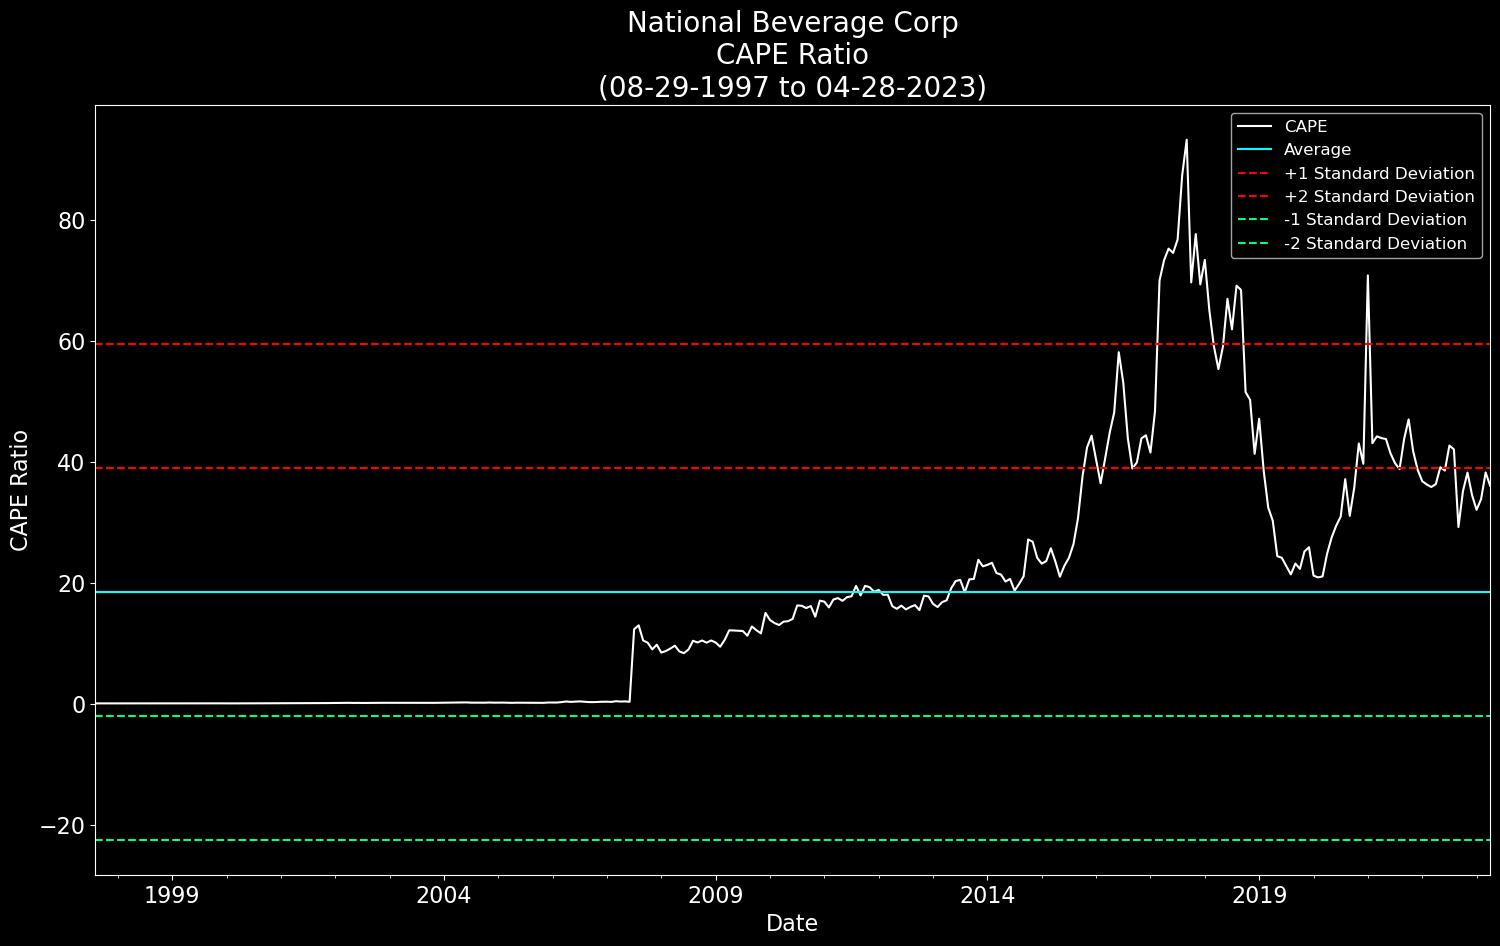 National Beverage Corp
CAPE Ratio
(08-29-1997 to 04-28-2023)
CAPE
Average
+1 Standard Deviation
+2 Standard Deviation
-1 Standard Deviation
-2 Standard Deviation
CAPE Ratio
80
60
40
20
0
−20
1999 2004 2009 2014 2019
Date